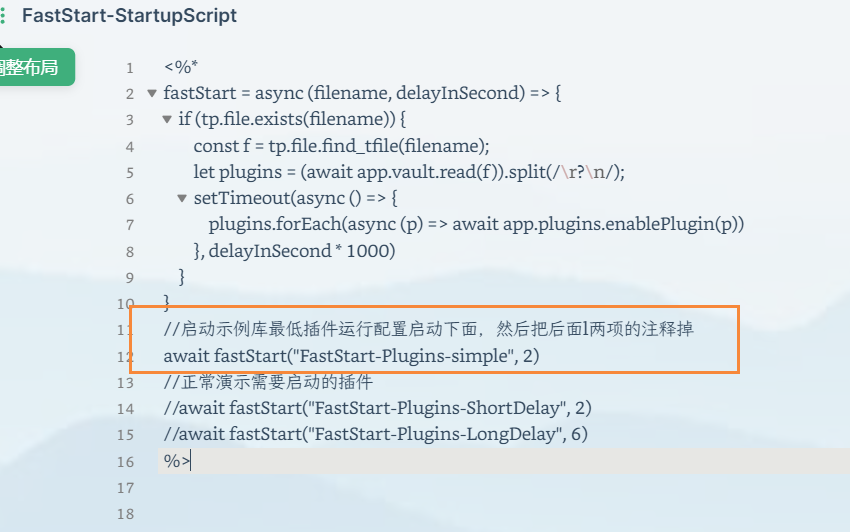 FastStart-StartupScript
调整布局
1 <%*
2 fastStart = async (filename, delayInSecond) => {
3 if (tp.file.exists(filename)) {
4 const f = tp.file.find_tfile(filename);
5 let plugins = (await app.vault.read(f)).split(/\r?\n/);
6 setTimeout(async () => {
7 plugins.forEach(async (p) => await app.plugins.enablePlugin(p))
8 }, delayInSecond * 1000)
9 }
10 }
11 //启动示例库最低插件运行配置启动下面，然后把后面l两项的注释掉
12 await fastStart("FastStart-Plugins-simple", 2)
13 //正常演示需要启动的插件
14 //await fastStart("FastStart-Plugins-ShortDelay", 2)
15 //await fastStart("FastStart-Plugins-LongDelay", 6)
16 %>
17
18